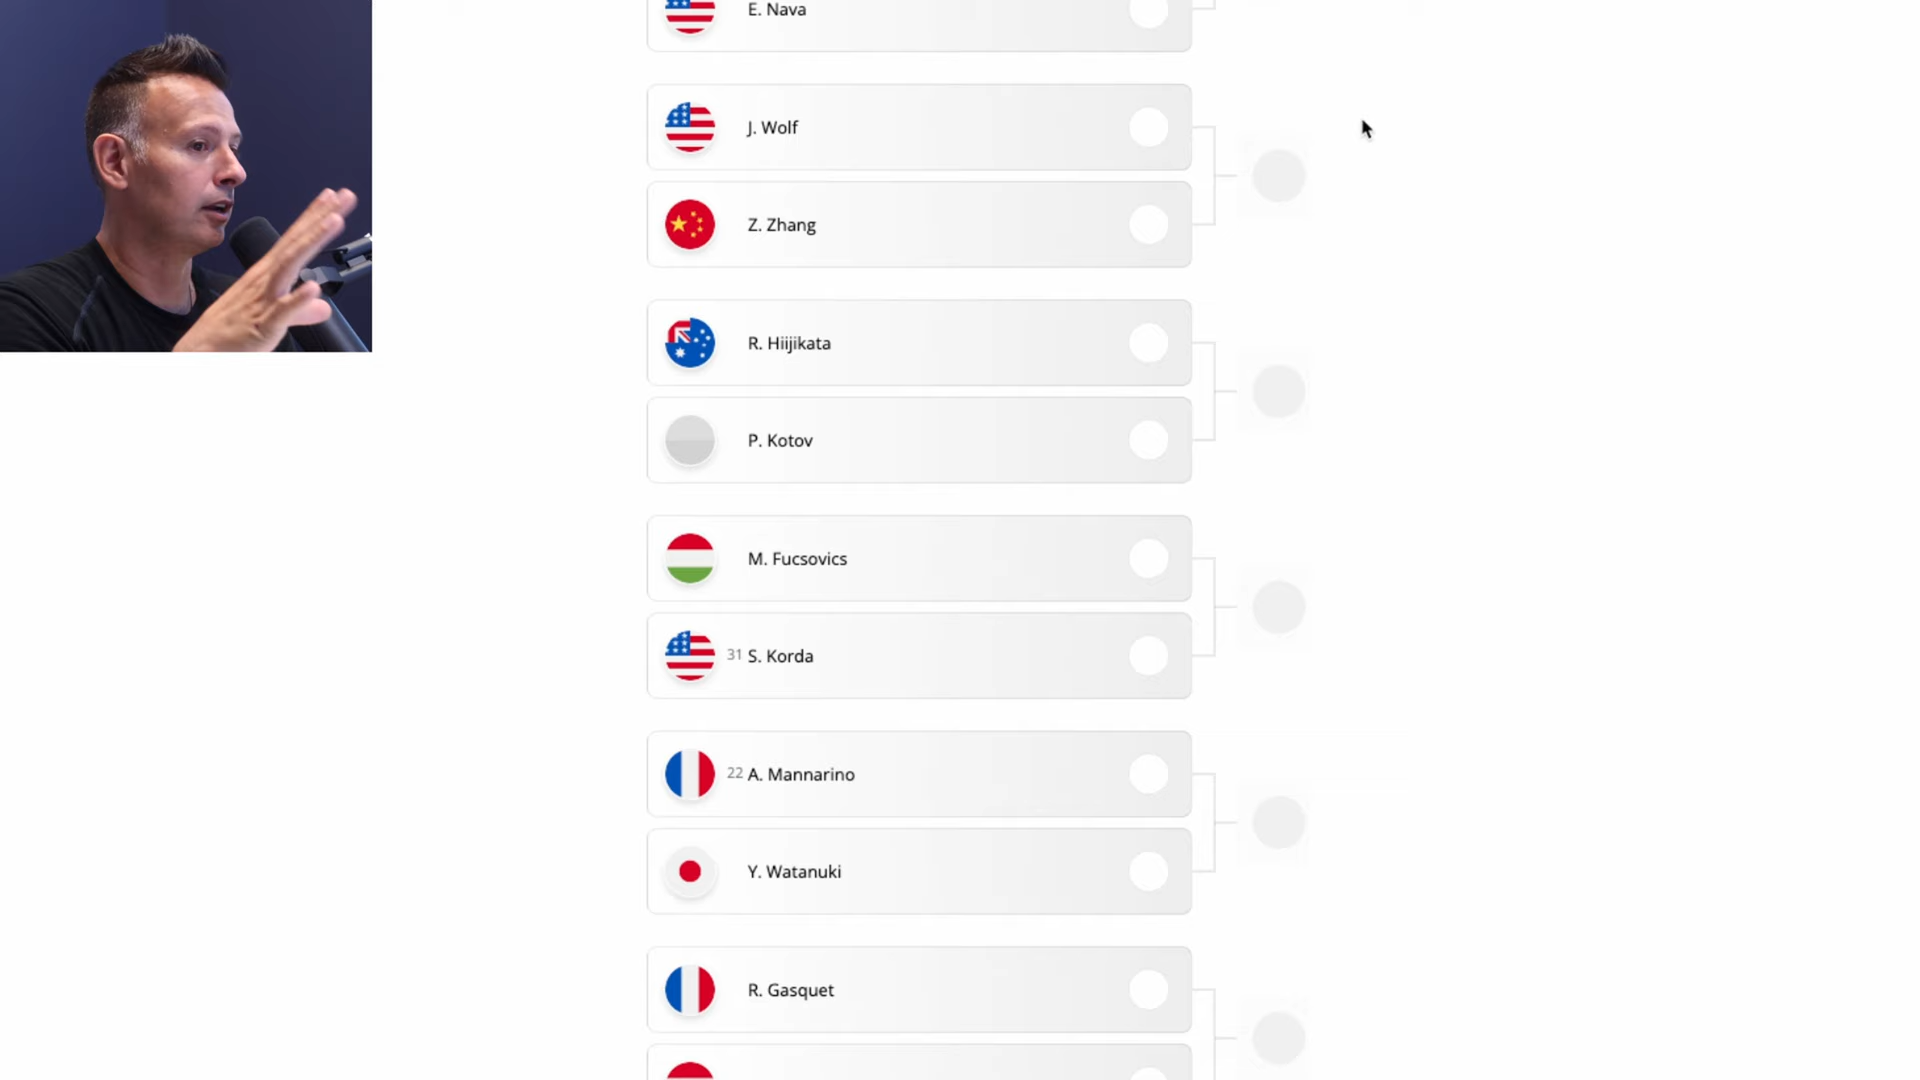 E. Nava
J. Wolf
Z. Zhang
R. Hiijikata
P. Kotov
M. Fucsovics
31 S. Korda
22 A. Mannarino
Y. Watanuki
R. Gasquet